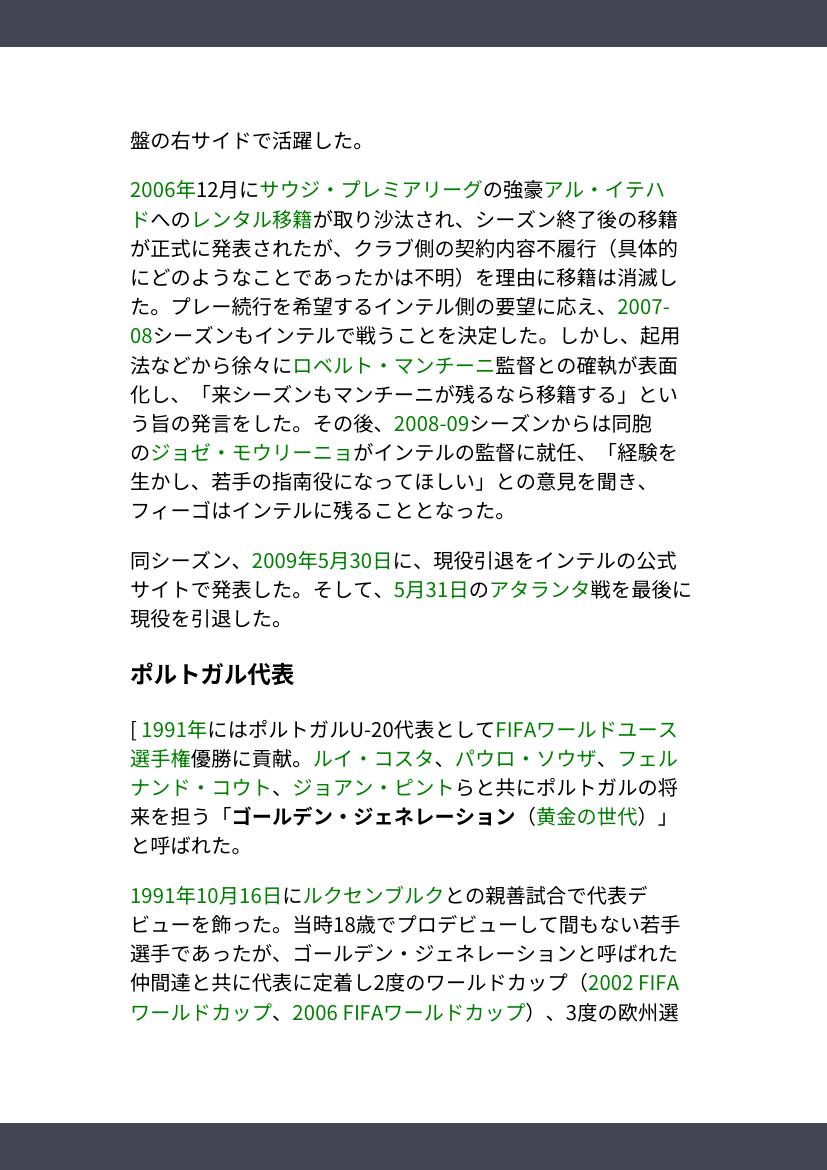 盤の右サイドで活躍した。
2006年12月にサウジ・プレミアリーグの強豪アル・イテハ
ドへのレンタル移籍が取り沙汰され、シーズン終了後の移籍
が正式に発表されたが、クラブ側の契約内容不履行（具体的
にどのようなことであったかは不明）を理由に移籍は消滅し
た。プレー続行を希望するインテル側の要望に応え、2007-
08シーズンもインテルで戦うことを決定した。しかし、起用
法などから徐々にロベルト・マンチーニ監督との確執が表面
化し、「来シーズンもマンチーニが残るなら移籍する」とい
う旨の発言をした。その後、2008-09シーズンからは同胞
のジョゼ・モウリーニョがインテルの監督に就任、「経験を
生かし、若手の指南役になってほしい」との意見を聞き、
フィーゴはインテルに残ることとなった。
同シーズン、2009年5月30日に、現役引退をインテルの公式
サイトで発表した。そして、5月31日のアタランタ戦を最後に
現役を引退した。
ポルトガル代表
[ 1991年にはポルトガルU-20代表としてFIFAワールドユース
選手権優勝に貢献。ルイ・コスタ、パウロ・ソウザ、フェル
ナンド・コウト、ジョアン・ピントらと共にポルトガルの将
来を担う「ゴールデン・ジェネレーション（黄金の世代）」
と呼ばれた。
1991年10月16日にルクセンブルクとの親善試合で代表デ
ビューを飾った。当時18歳でプロデビューして間もない若手
選手であったが、ゴールデン・ジェネレーションと呼ばれた
仲間達と共に代表に定着し2度のワールドカップ（2002 FIFA
ワールドカップ、2006 FIFAワールドカップ）、3度の欧州選